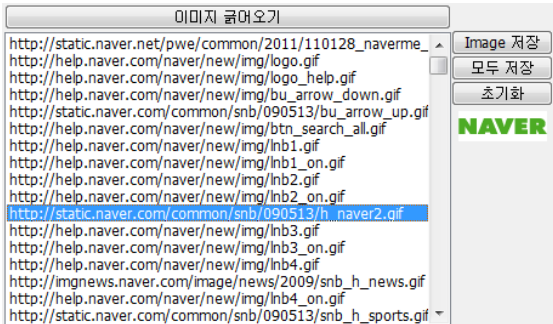 이미지 긁어오기
http://static.naver.net/pwe/common/2011/110128_naverme_
http://help.naver.com/naver/new/img/logo.gif
http://help.naver.com/naver/new/img/logo_help.gif
http://help.naver.com/naver/new/img/bu_arrow_down.gif
http://static.naver.com/common/snb/090513/bu_arrow_up.gif
http://help.naver.com/naver/new/img/btn_search_all.gif
http://help.naver.com/naver/new/img/lnb1.gif
http://help.naver.com/naver/new/img/lnb1_on.gif
http://help.naver.com/naver/new/img/lnb2.gif
http://help.naver.com/naver/new/img/lnb2_on.gif
http://static.naver.com/common/snb/090513/h_naver2.gif
http://help.naver.com/naver/new/img/lnb3.gif
http://help.naver.com/naver/new/img/lnb3_on.gif
http://help.naver.com/naver/new/img/lnb4.gif
http://imgnews.naver.com/image/news/2009/snb_h_news.gif
http://help.naver.com/naver/new/img/lnb4_on.gif
http://static.naver.com/common/snb/090513/snb_h_sports.gif
Image 저장
모두 저장
초기화
NAVER